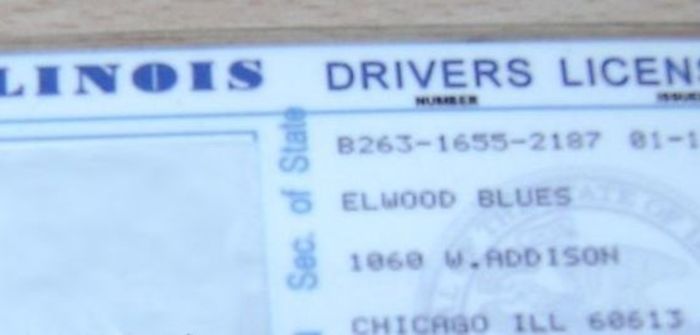 LINOIS DRIVERS LICENS
NUMBER ISSUED
B263-1655-2187 01-1
Sec. of State
ELWOOD BLUES
1060 W.ADDISON
CHICAGO ILL 60613